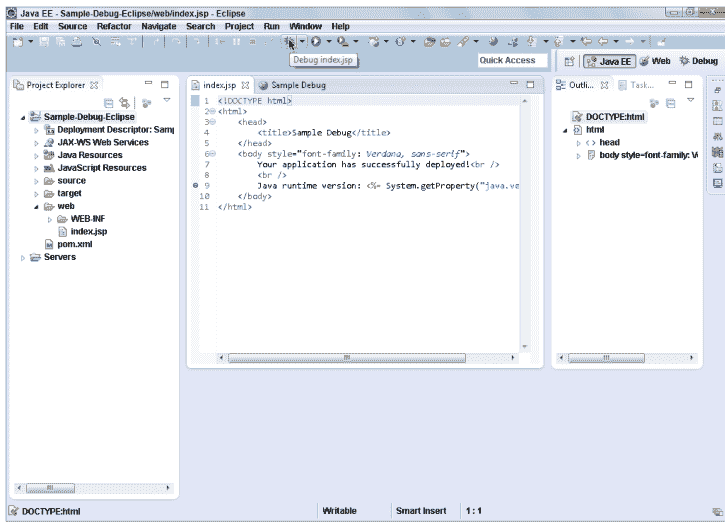 Java EE - Sample-Debug-Eclipse/web/index.jsp - Eclipse
File Edit Source Refactor Navigate Search Project Run Window Help
Debug index.jsp
Quick Access
Java EE Web Debug
Project Explorer
Sample-Debug-Eclipse
Deployment Descriptor: Samp
JAX-WS Web Services
Java Resources
JavaScript Resources
source
target
web
WEB-INF
index.jsp
pom.xml
Servers
index.jsp Sample Debug
1 <!DOCTYPE html>
2 <html>
3 <head>
4 <title>Sample Debug</title>
5 </head>
6 <body style="font-family: Verdana, sans-serif">
7 Your application has successfully deployed!<br />
8 <br />
9 Java runtime version: <%= System.getProperty("java.ve
10 </body>
11 </html>
Outli... Task...
DOCTYPE:html
html
head
body style=font-family: V
DOCTYPE:html
Writable
Smart Insert
1 : 1